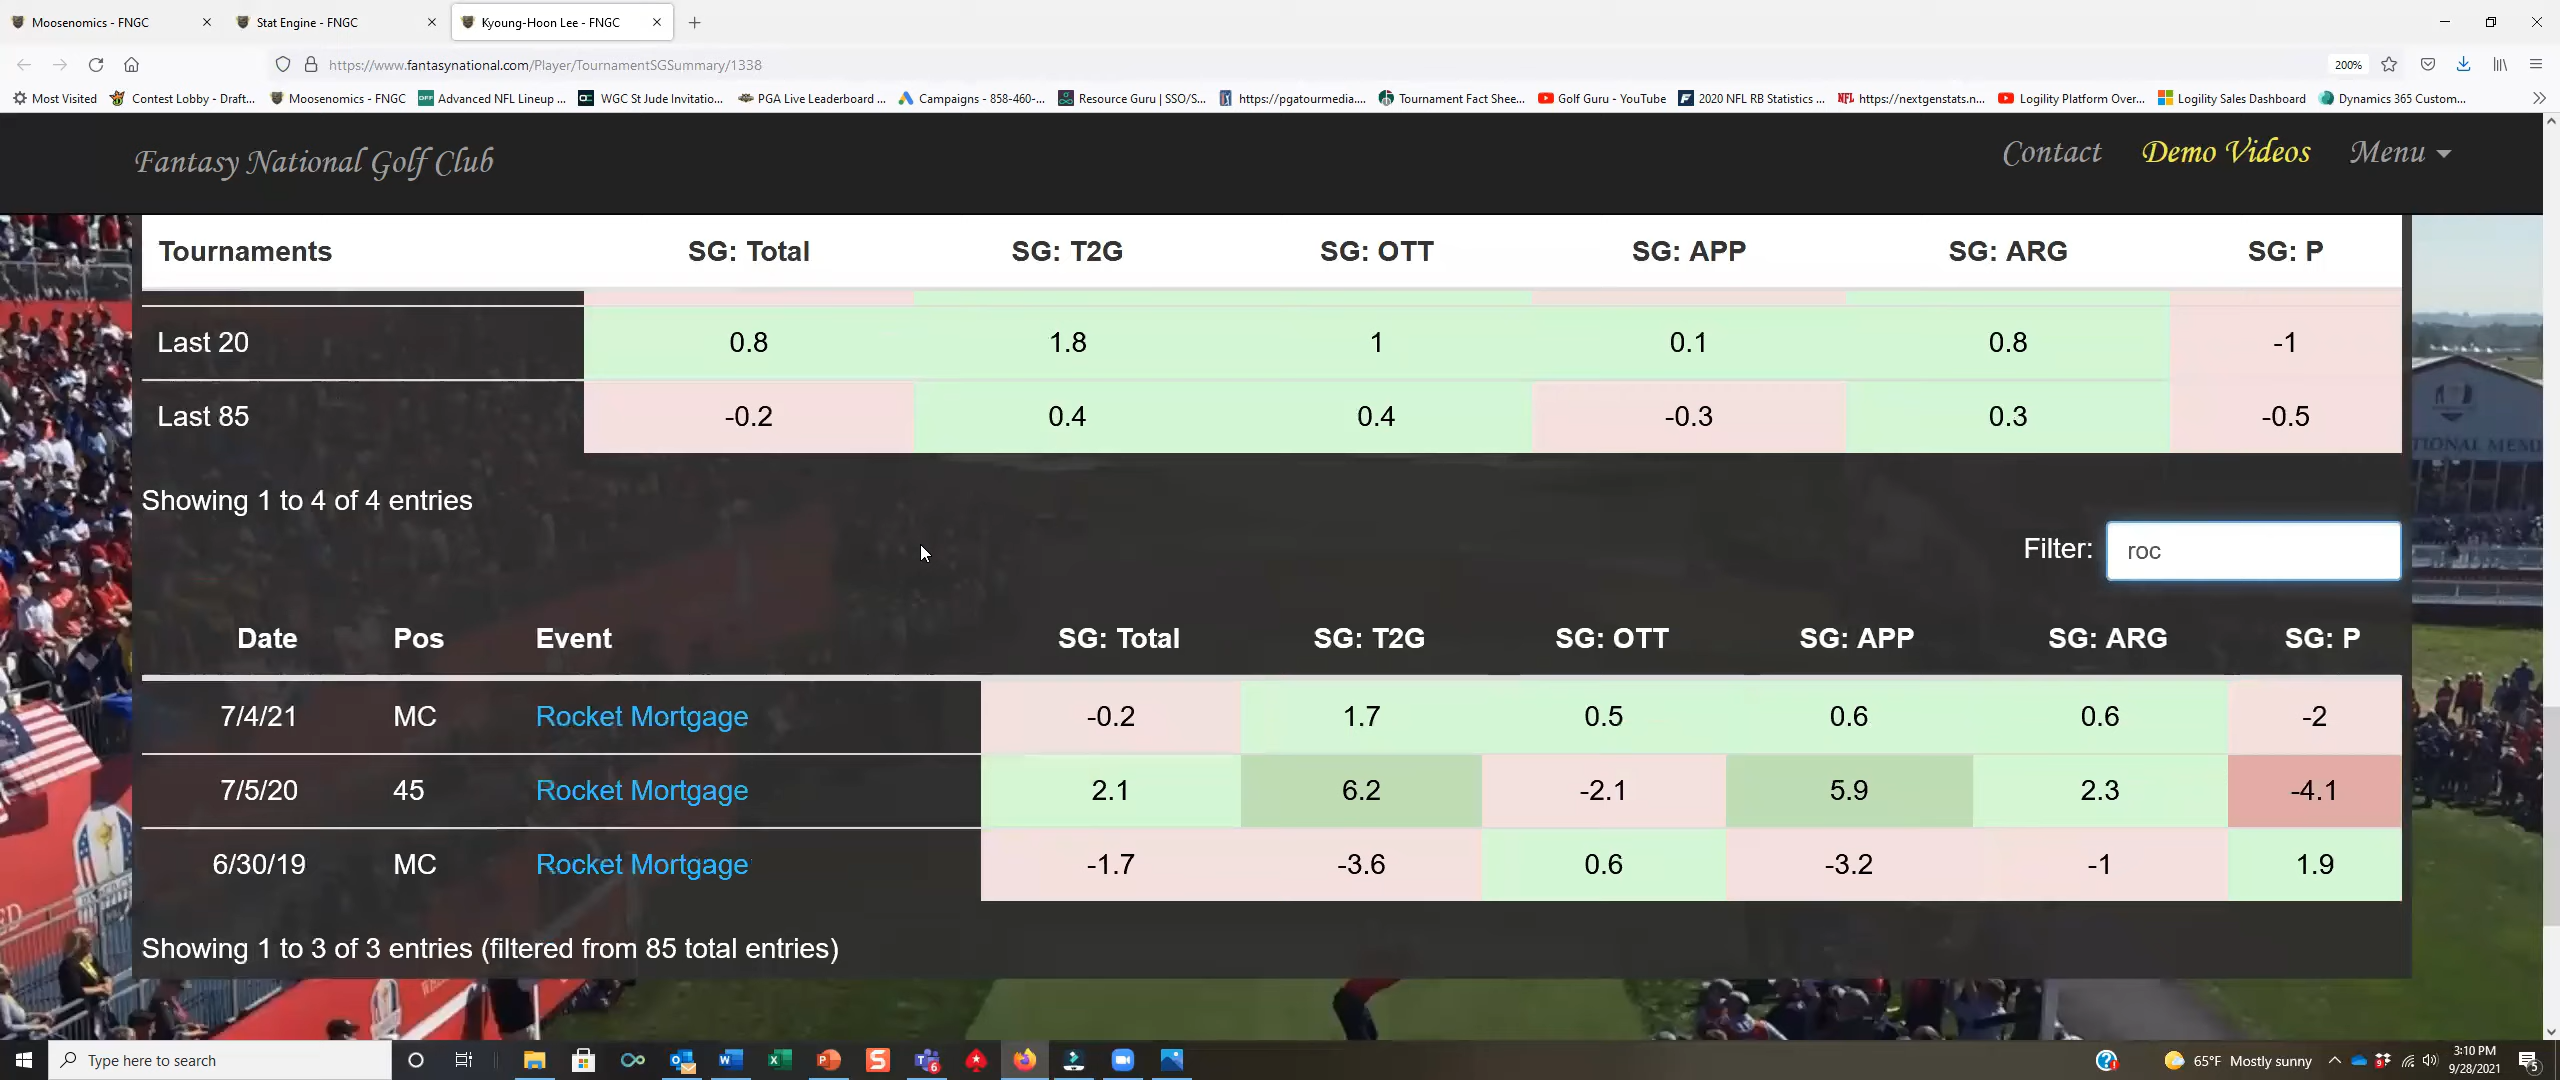 Moosenomics - FNGC
Stat Engine - FNGC
Kyoung-Hoon Lee - FNGC
https://www.fantasynational.com/Player/TournamentSGSummary/1338
200%
Most Visited
Contest Lobby - Draft...
Moosenomics - FNGC
Advanced NFL Lineup ...
WGC St Jude Invitatio...
PGA Live Leaderboard ...
Campaigns - 858-460-...
Resource Guru | SSO/S...
https://pgatourmedia....
Tournament Fact Shee...
Golf Guru - YouTube
2020 NFL RB Statistics ...
https://nextgenstats.n...
Logility Platform Over...
Logility Sales Dashboard
Dynamics 365 Custom...
Fantasy National Golf Club
Contact
Demo Videos
Menu
Tournaments SG: Total SG: T2G SG: OTT SG: APP SG: ARG SG: P
Last 20 0.8 1.8 1 0.1 0.8 -1
Last 85 -0.2 0.4 0.4 -0.3 0.3 -0.5
Showing 1 to 4 of 4 entries
Filter: roc
Date Pos Event SG: Total SG: T2G SG: OTT SG: APP SG: ARG SG: P
7/4/21 MC Rocket Mortgage -0.2 1.7 0.5 0.6 0.6 -2
7/5/20 45 Rocket Mortgage 2.1 6.2 -2.1 5.9 2.3 -4.1
6/30/19 MC Rocket Mortgage -1.7 -3.6 0.6 -3.2 -1 1.9
Showing 1 to 3 of 3 entries (filtered from 85 total entries)
Type here to search
65°F Mostly sunny
3:10 PM
9/28/2021